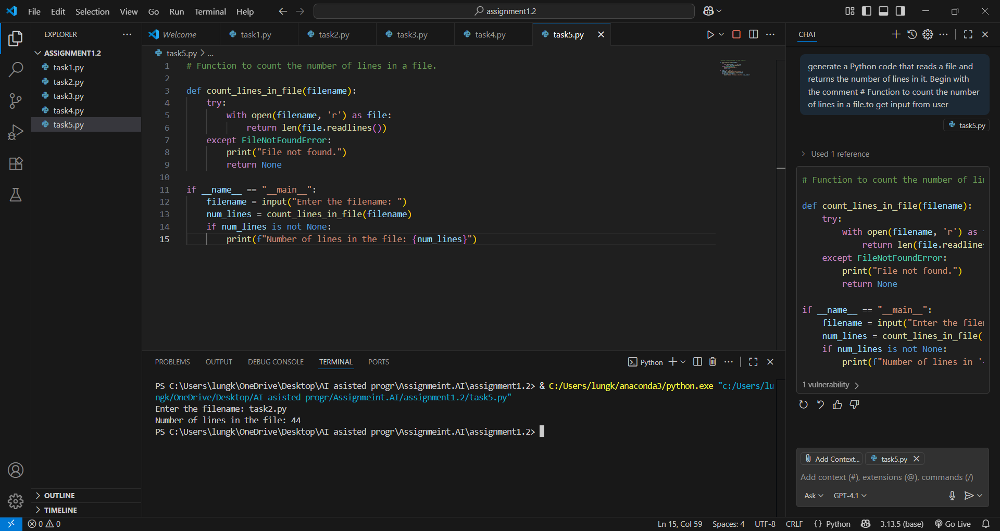 File Edit Selection View Go Run Terminal Help
assignment1.2
EXPLORER
ASSIGNMENT1.2
task1.py
task2.py
task3.py
task4.py
task5.py
OUTLINE
TIMELINE
Welcome
task1.py
task2.py
task3.py
task4.py
task5.py
task5.py > ...
1 # Function to count the number of lines in a file.
2
3 def count_lines_in_file(filename):
4     try:
5         with open(filename, 'r') as file:
6             return len(file.readlines())
7     except FileNotFoundError:
8         print("File not found.")
9         return None
10
11 if __name__ == "__main__":
12     filename = input("Enter the filename: ")
13     num_lines = count_lines_in_file(filename)
14     if num_lines is not None:
15         print(f"Number of lines in the file: {num_lines}")
PROBLEMS OUTPUT DEBUG CONSOLE TERMINAL PORTS
Python
PS C:\Users\lungk\OneDrive\Desktop\AI asisted progr\Assignmeint.AI\assignment1.2> & C:/Users/lungk/anaconda3/python.exe "c:/Users/lu
ngk/OneDrive/Desktop/AI asisted progr/Assignmeint.AI/assignment1.2/task5.py"
Enter the filename: task2.py
Number of lines in the file: 44
PS C:\Users\lungk\OneDrive\Desktop\AI asisted progr\Assignmeint.AI\assignment1.2>
CHAT
generate a Python code that reads a file and
returns the number of lines in it. Begin with
the comment # Function to count the number
of lines in a file.to get input from user
task5.py
Used 1 reference
# Function to count the number of li
def count_lines_in_file(filename):
    try:
        with open(filename, 'r') as
            return len(file.readline
    except FileNotFoundError:
        print("File not found.")
        return None
if __name__ == "__main__":
    filename = input("Enter the file
    num_lines = count_lines_in_file(
    if num_lines is not None:
        print(f"Number of lines in '
1 vulnerability
Add Context... task5.py
Add context (#), extensions (@), commands (/)
Ask GPT-4.1
0 0
Ln 15, Col 59 Spaces: 4 UTF-8 CRLF {} Python 3.13.5 (base) Go Live